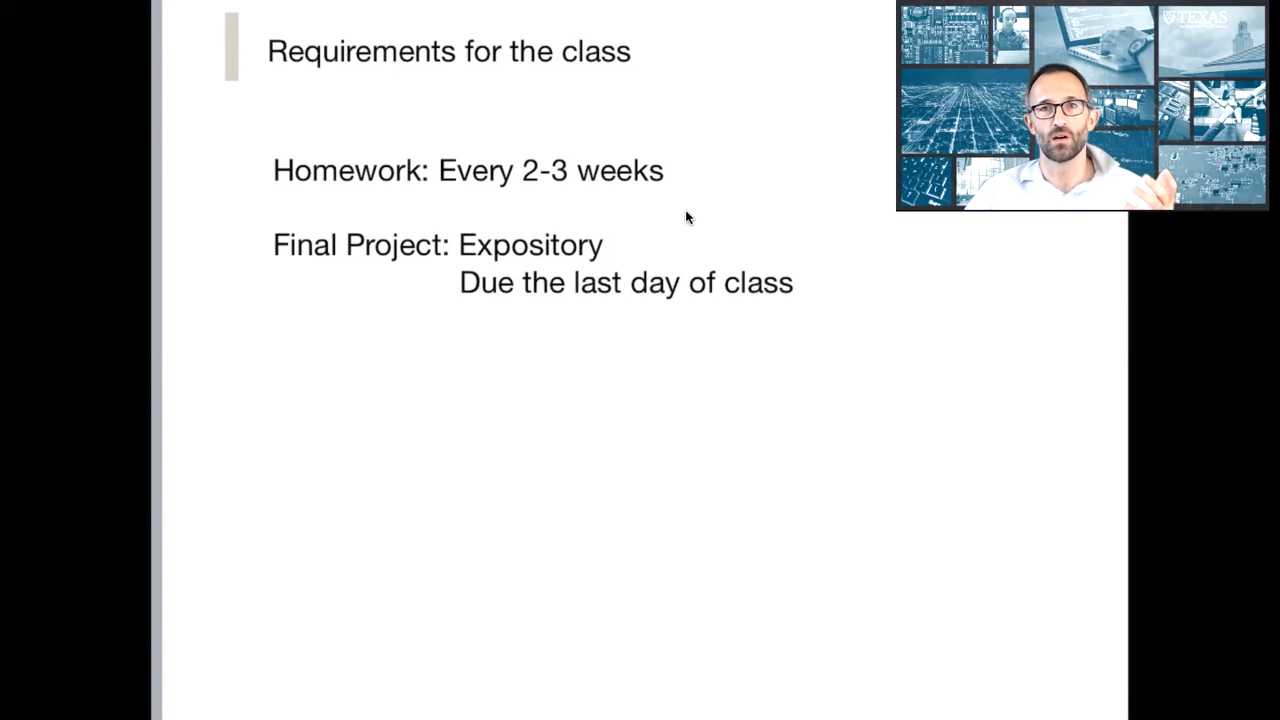 Requirements for the class
TEXAS
Homework: Every 2-3 weeks
Final Project: Expository
Due the last day of class